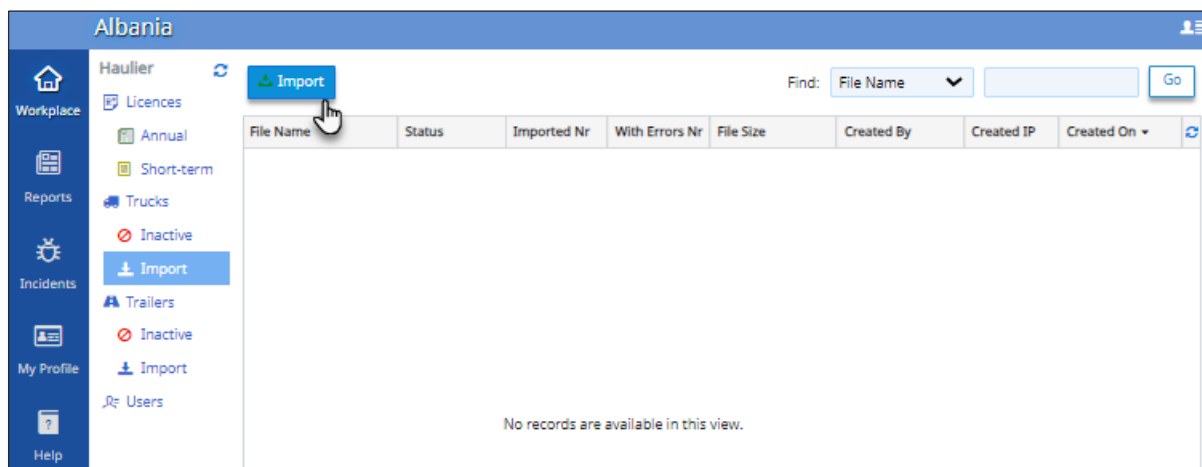 Albania
Workplace
Reports
Incidents
My Profile
Help
Haulier
Licences
Annual
Short-term
Trucks
Inactive
Import
Trailers
Inactive
Import
Users
Import
Find: File Name Go
File Name Status Imported Nr With Errors Nr File Size Created By Created IP Created On
No records are available in this view.